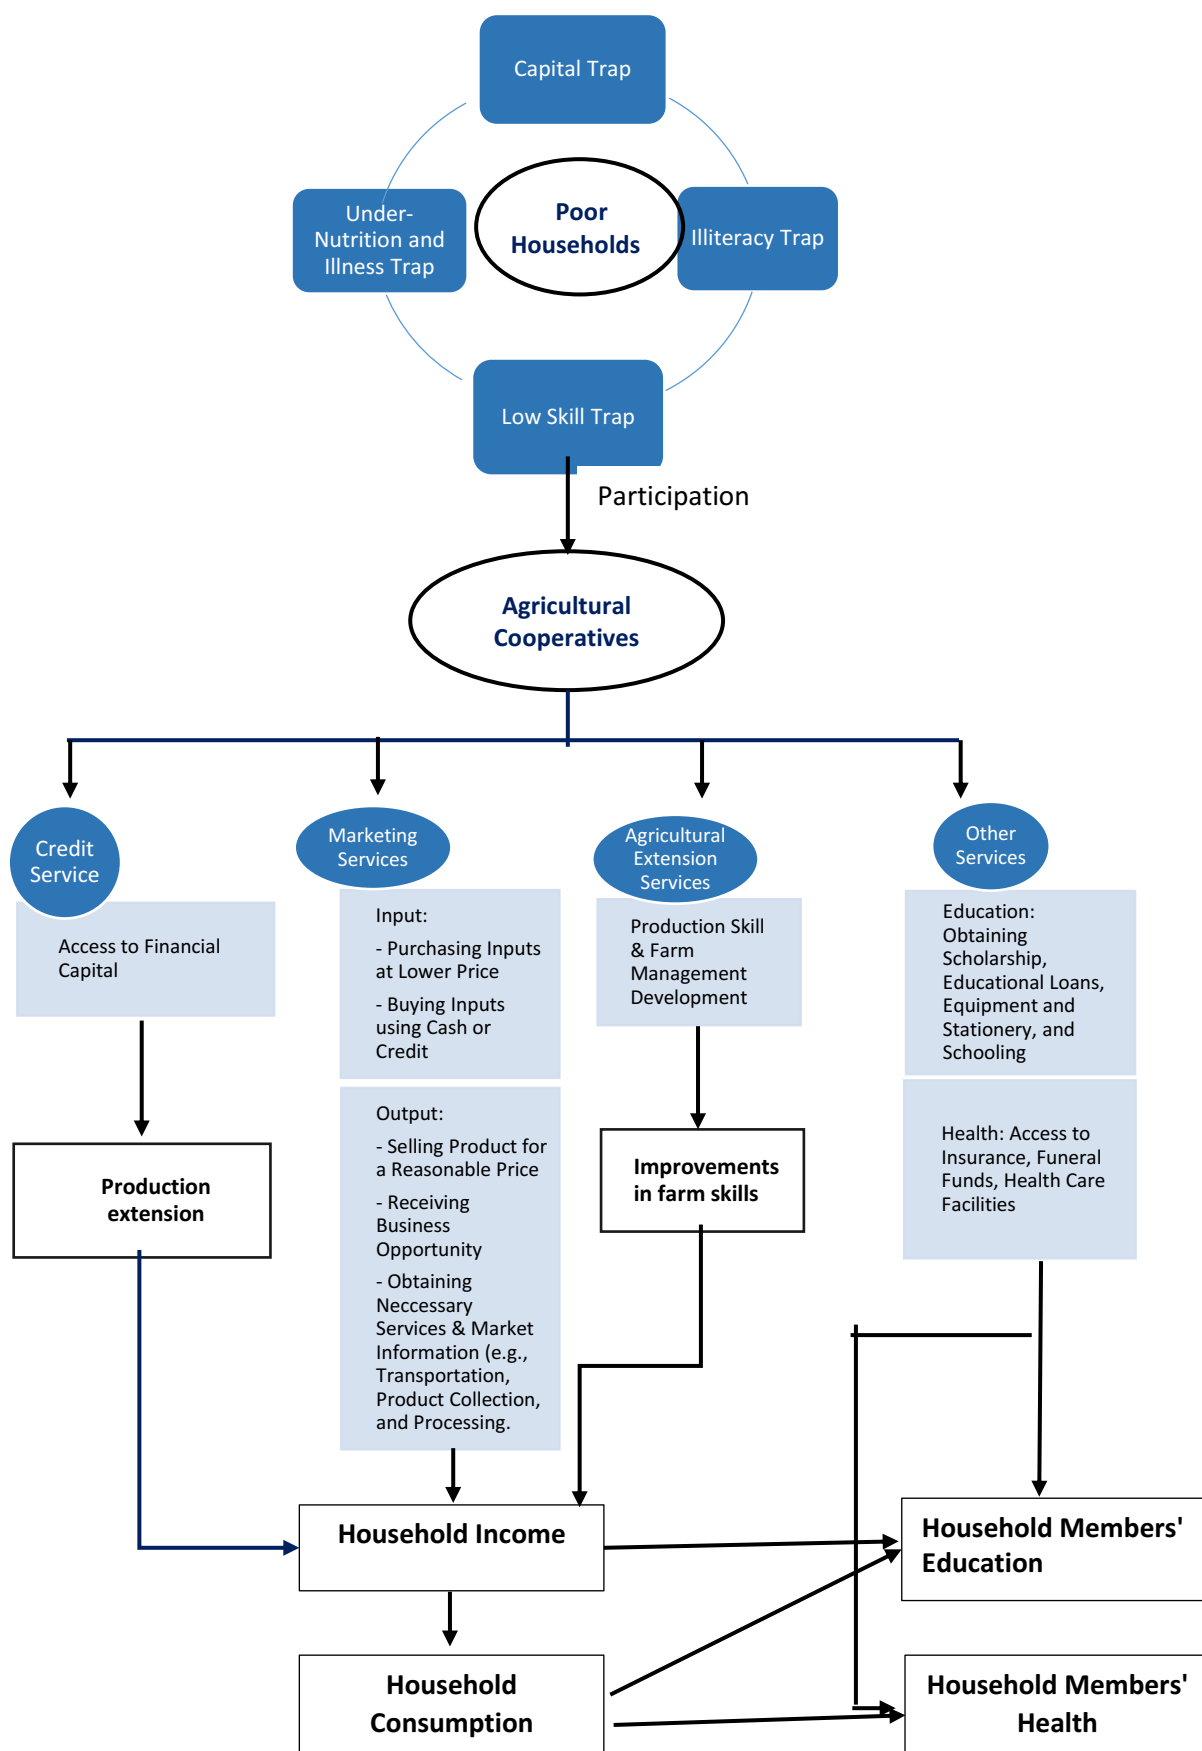 Capital Trap
Poor
Households
Under-
Nutrition and
Illness Trap
Illiteracy Trap
Low Skill Trap
Participation
Agricultural
Cooperatives
Credit
Service
Access to Financial
Capital
Production
extension
Marketing
Services
Input:
- Purchasing Inputs
at Lower Price
- Buying Inputs
using Cash or
Credit
Output:
- Selling Product for
a Reasonable Price
- Receiving
Business
Opportunity
- Obtaining
Neccessary
Services & Market
Information (e.g.,
Transportation,
Product Collection,
and Processing.
Agricultural
Extension
Services
Production Skill
& Farm
Management
Development
Improvements
in farm skills
Other
Services
Education:
Obtaining
Scholarship,
Educational Loans,
Equipment and
Stationery, and
Schooling
Health: Access to
Insurance, Funeral
Funds, Health Care
Facilities
Household Income
Household Members'
Education
Household
Consumption
Household Members'
Health